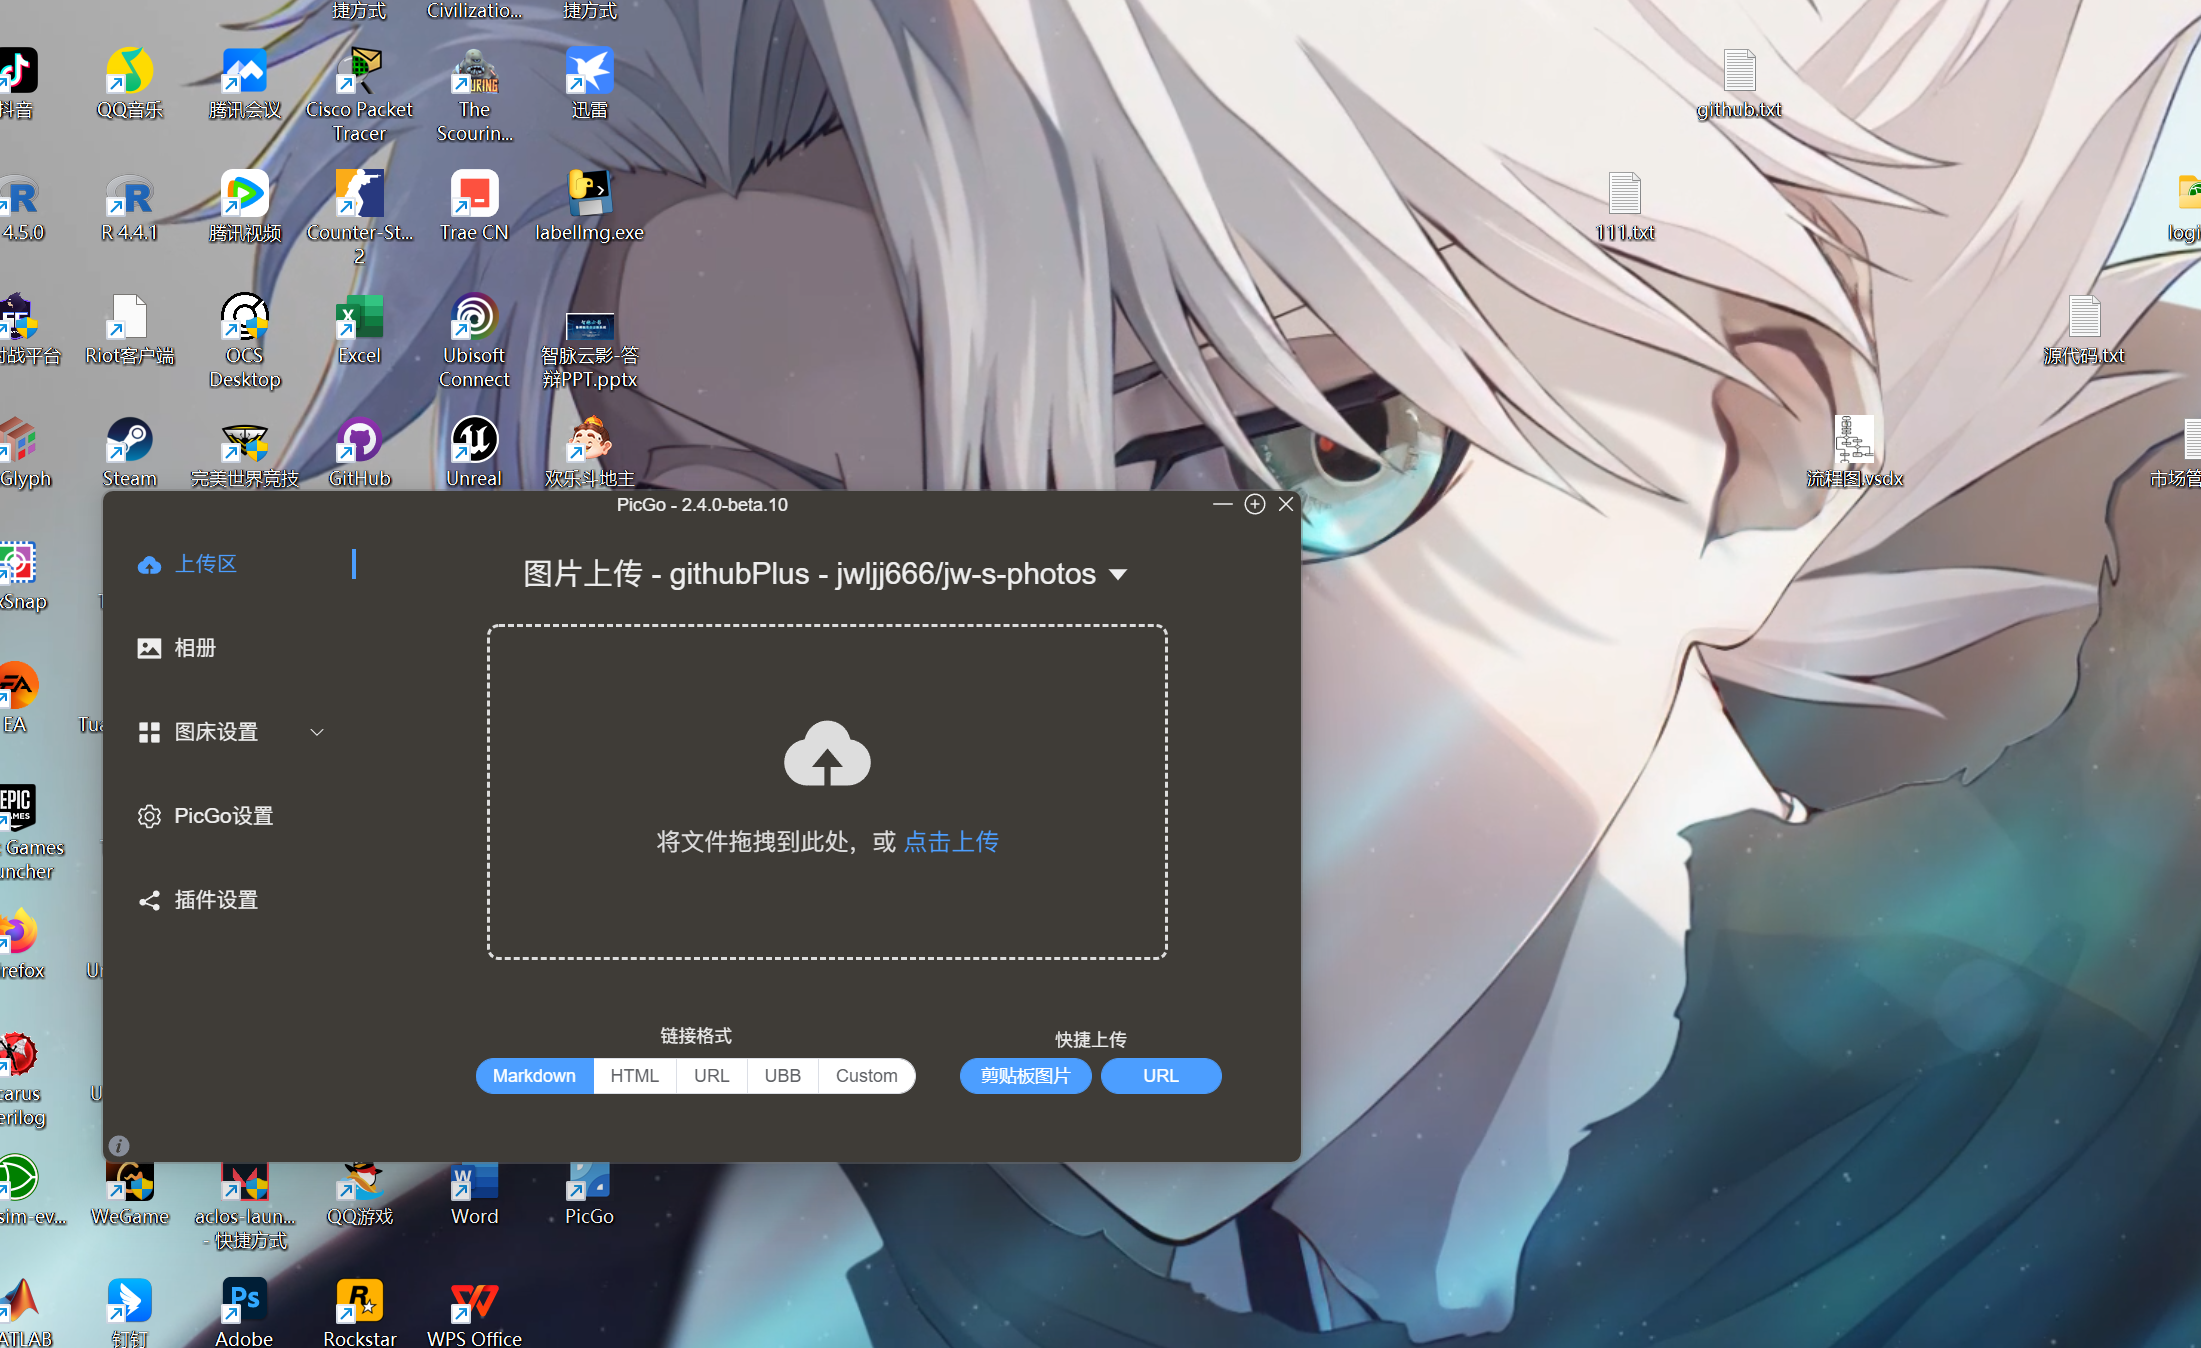 捷方式
Civilizatio...
捷方式
抖音
QQ音乐
腾讯会议
Cisco Packet
Tracer
The
Scourin...
迅雷
github.txt
4.5.0
R 4.4.1
腾讯视频
Counter-St...
2
Trae CN
labelImg.exe
111.txt
logi
对战平台
Riot客户端
OCS
Desktop
Excel
Ubisoft
Connect
智脉云影-答
辩PPT.pptx
源代码.txt
Glyph
Steam
完美世界竞技
GitHub
Unreal
欢乐斗地主
流程图.vsdx
市场管
PicGo - 2.4.0-beta.10
上传区
图片上传 - githubPlus - jwljj666/jw-s-photos
xSnap
相册
EA
Tua
图床设置
PicGo设置
将文件拖拽到此处，或 点击上传
EPIC
GAMES
Games
uncher
插件设置
refox
链接格式
快捷上传
Markdown
HTML
URL
UBB
Custom
剪贴板图片
URL
carus
erilog
sim-ev...
WeGame
aclos-laun...
- 快捷方式
QQ游戏
Word
PicGo
ATLAB
钉钉
Ps
Adobe
Rockstar
WPS Office